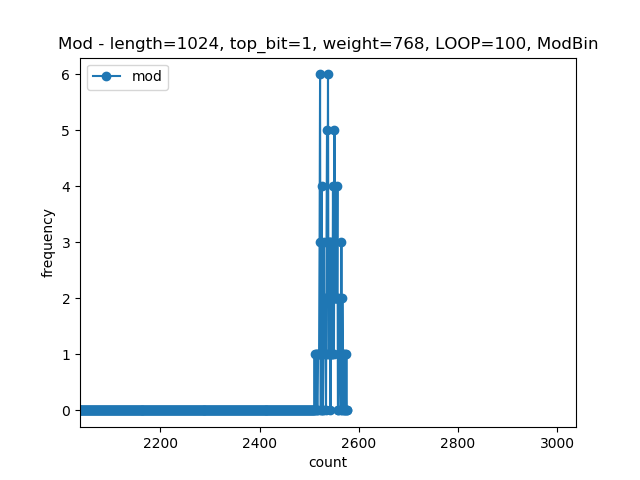 Mod - length=1024, top_bit=1, weight=768, LOOP=100, ModBin
mod
6
5
4
3
2
1
0
frequency
2200 2400 2600 2800 3000
count